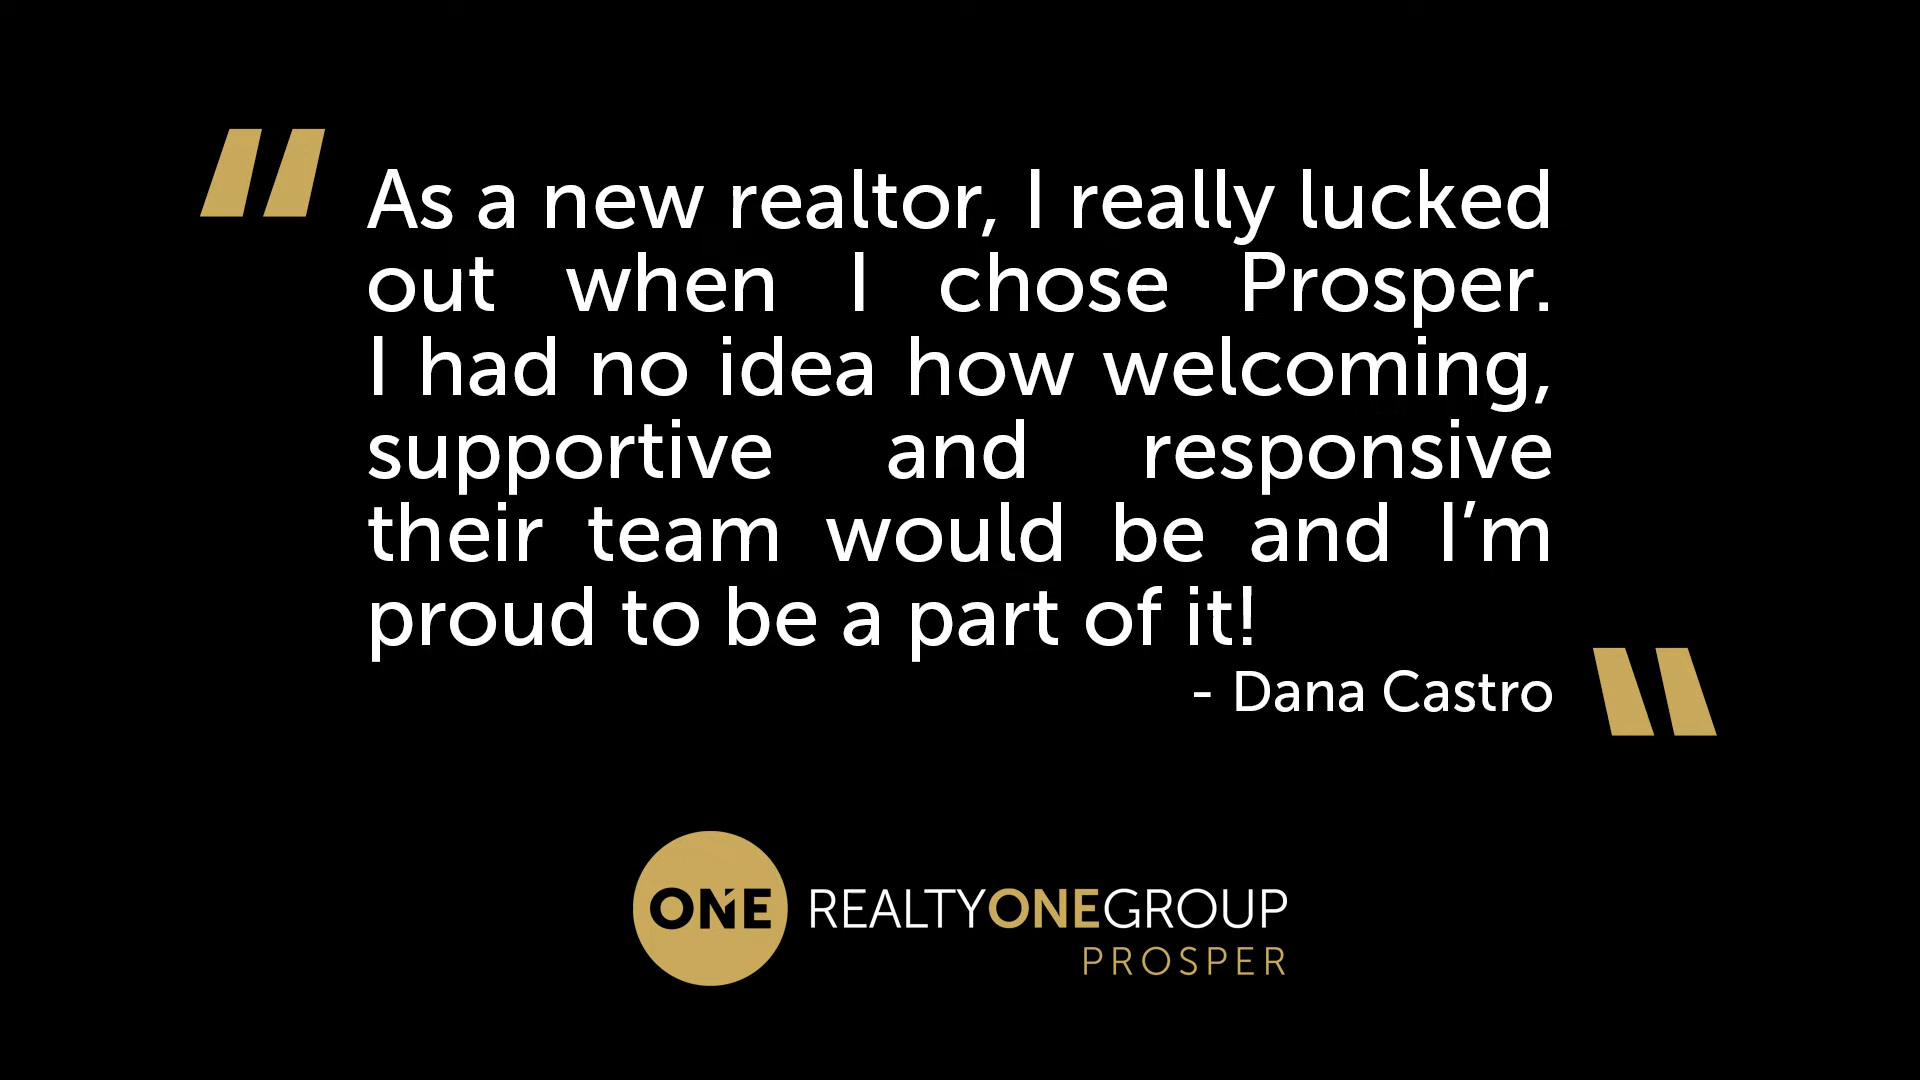 As a new realtor, I really lucked
out when I chose Prosper.
I had no idea how welcoming,
supportive and responsive
their team would be and I’m
proud to be a part of it!
- Dana Castro
ONE REALTYONEGROUP
PROSPER